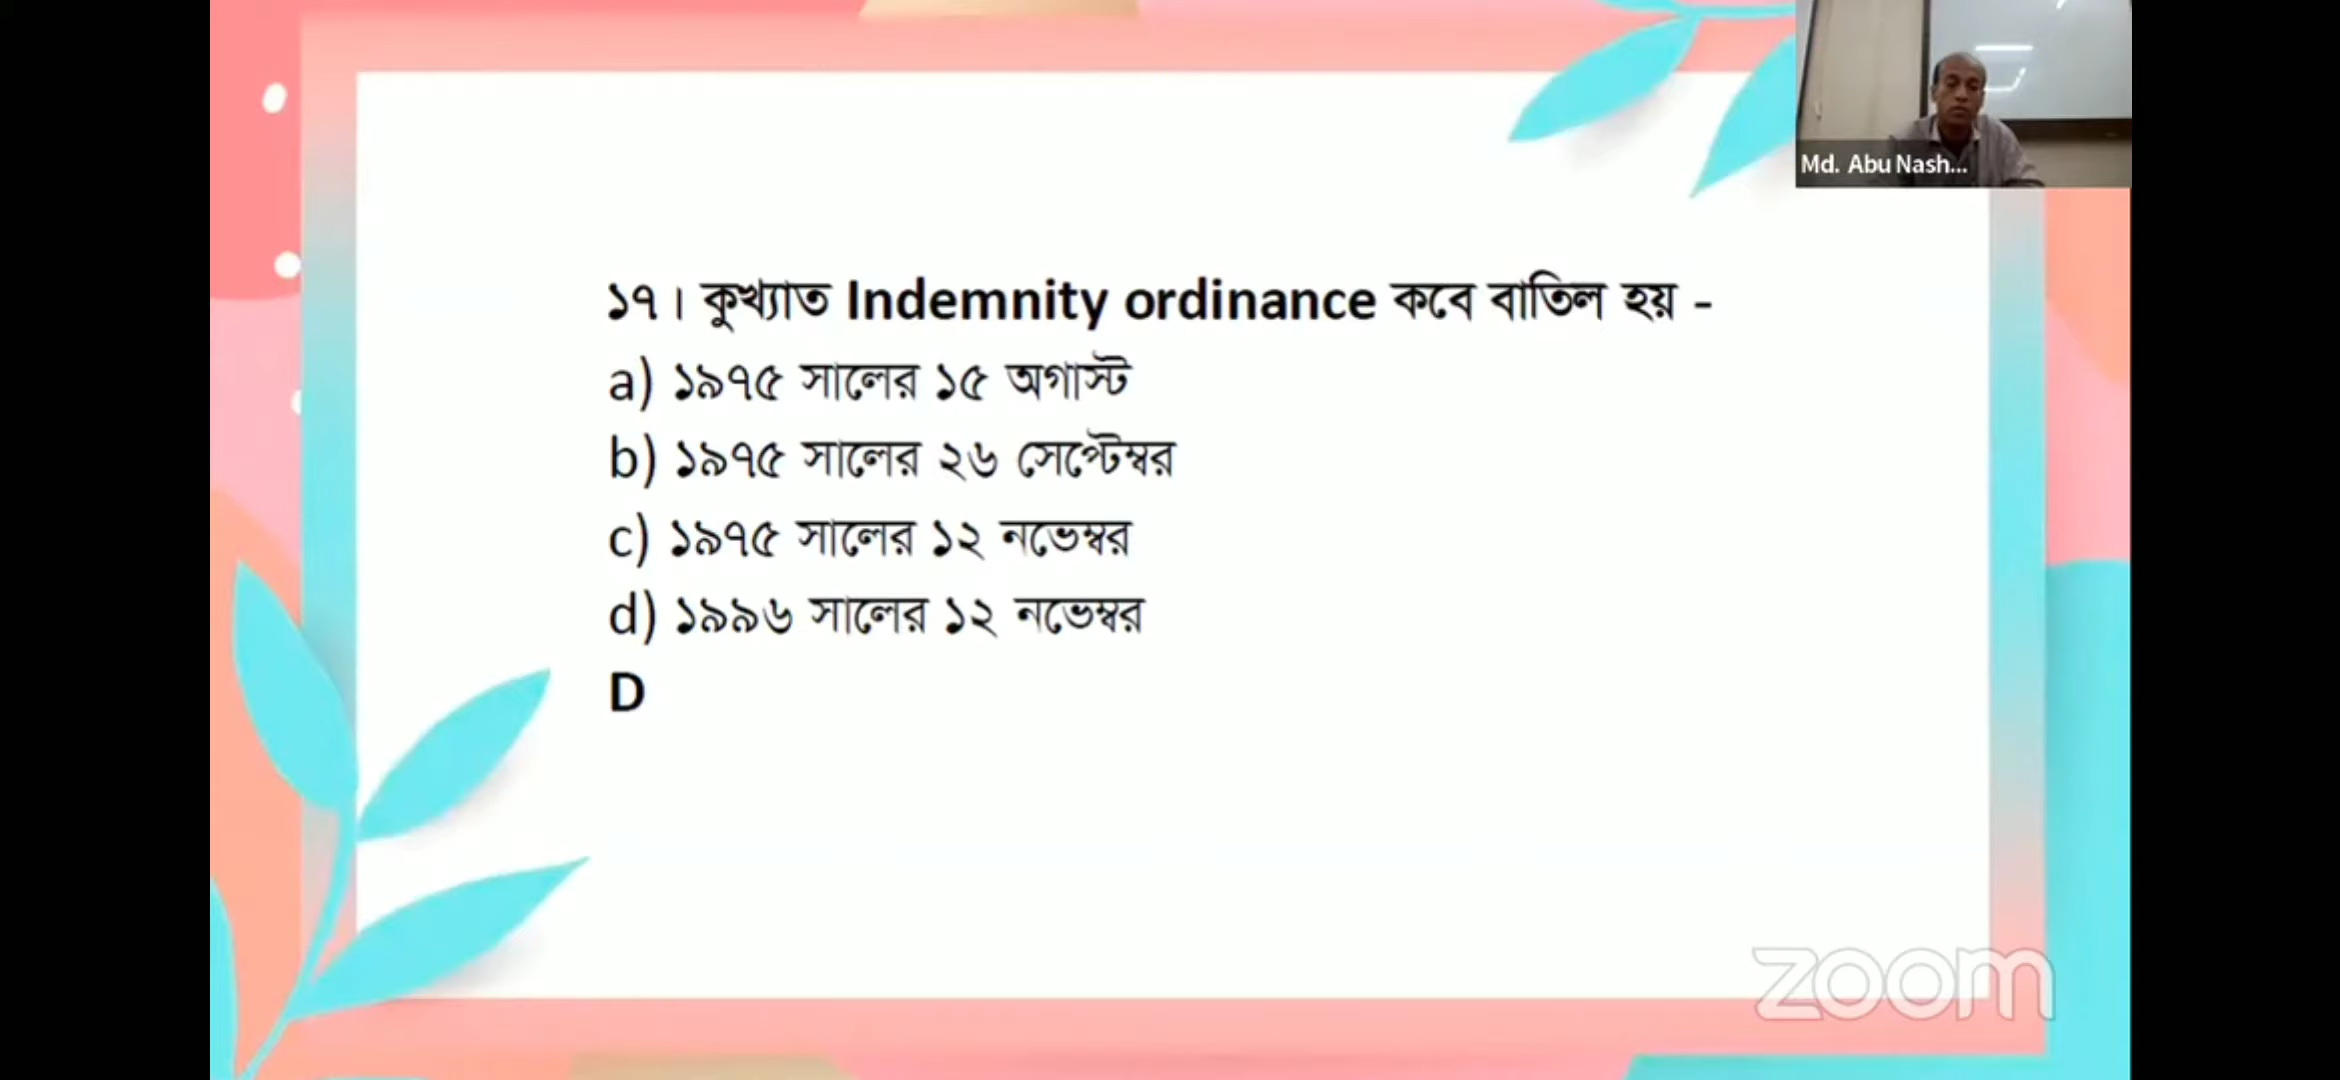 Md. Abu Nash...
১৭। কুখ্যাত Indemnity ordinance কবে বাতিল হয় -
a) ১৯৭৫ সালের ১৫ অগাস্ট
b) ১৯৭৫ সালের ২৬ সেপ্টেম্বর
c) ১৯৭৫ সালের ১২ নভেম্বর
d) ১৯৯৬ সালের ১২ নভেম্বর
D
zoom